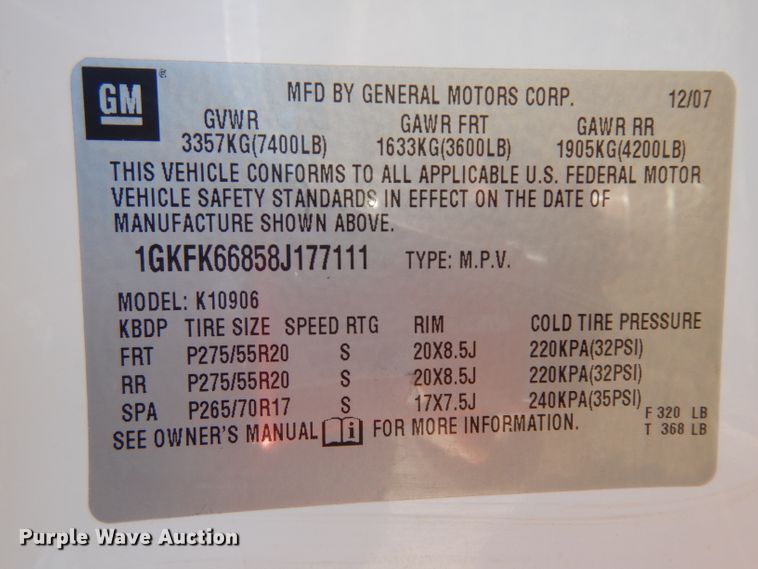 GM ®
MFD BY GENERAL MOTORS CORP. 12/07
GVWR GAWR FRT GAWR RR
3357KG(7400LB) 1633KG(3600LB) 1905KG(4200LB)
THIS VEHICLE CONFORMS TO ALL APPLICABLE U.S. FEDERAL MOTOR
VEHICLE SAFETY STANDARDS IN EFFECT ON THE DATE OF
MANUFACTURE SHOWN ABOVE.
1GKFK66858J177111 TYPE: M.P.V.
MODEL: K10906
KBDP TIRE SIZE SPEED RTG RIM COLD TIRE PRESSURE
FRT P275/55R20 S 20X8.5J 220KPA(32PSI)
RR P275/55R20 S 20X8.5J 220KPA(32PSI)
SPA P265/70R17 S 17X7.5J 240KPA(35PSI)
F 320 LB
SEE OWNER'S MANUAL i FOR MORE INFORMATION.
T 368 LB
Purple Wave Auction